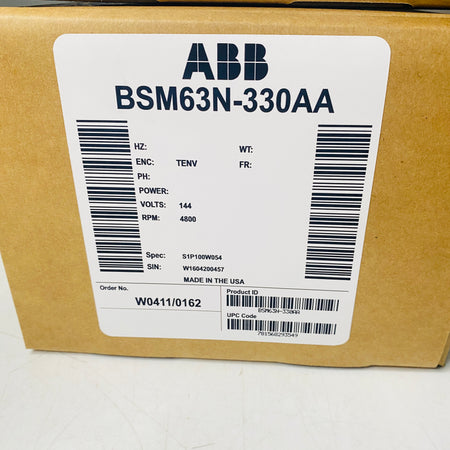 ABB
BSM63N-330AA
HZ: WT:
ENC: TENV FR:
PH:
POWER:
VOLTS: 144
RPM: 4800
Spec: S1P100W054
SIN: W1604200457
MADE IN THE USA
Order No.
W0411/0162
Product ID
BSM63N-330AA
UPC Code
781568293549